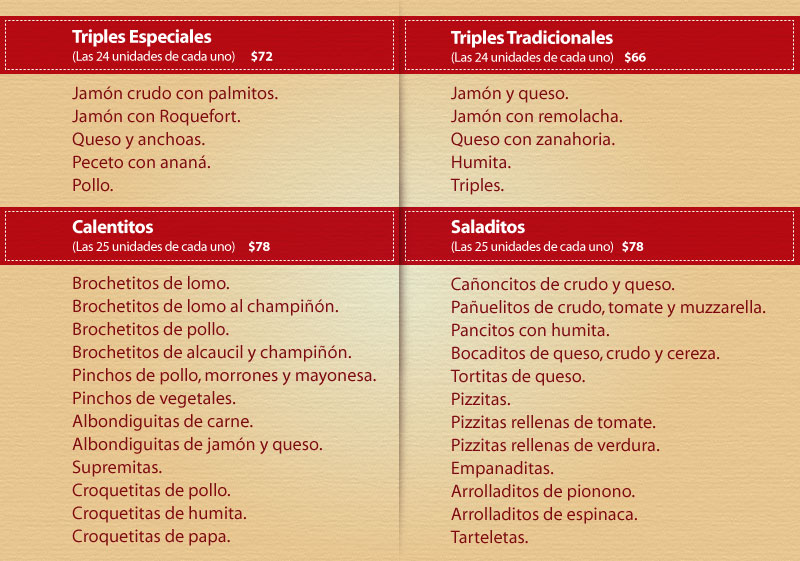 Triples Especiales
(Las 24 unidades de cada uno) $72
Jamón crudo con palmitos.
Jamón con Roquefort.
Queso y anchoas.
Peceto con ananá.
Pollo.
Triples Tradicionales
(Las 24 unidades de cada uno) $66
Jamón y queso.
Jamón con remolacha.
Queso con zanahoria.
Humita.
Triples.
Calentitos
(Las 25 unidades de cada uno) $78
Brochetitos de lomo.
Brochetitos de lomo al champiñón.
Brochetitos de pollo.
Brochetitos de alcaucil y champiñón.
Pinchos de pollo, morrones y mayonesa.
Pinchos de vegetales.
Albondiguitas de carne.
Albondiguitas de jamón y queso.
Supremitas.
Croquetitas de pollo.
Croquetitas de humita.
Croquetitas de papa.
Saladitos
(Las 25 unidades de cada uno) $78
Cañoncitos de crudo y queso.
Pañuelitos de crudo, tomate y muzzarella.
Pancitos con humita.
Bocaditos de queso, crudo y cereza.
Tortitas de queso.
Pizzitas.
Pizzitas rellenas de tomate.
Pizzitas rellenas de verdura.
Empanaditas.
Arrolladitos de pionono.
Arrolladitos de espinaca.
Tarteletas.